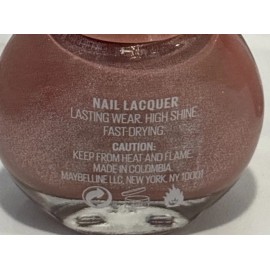 NAIL LACQUER
LASTING WEAR. HIGH SHINE.
FAST-DRYING.
CAUTION:
KEEP FROM HEAT AND FLAME.
MADE IN COLOMBIA.
MAYBELLINE LLC, NEW YORK, NY 10001